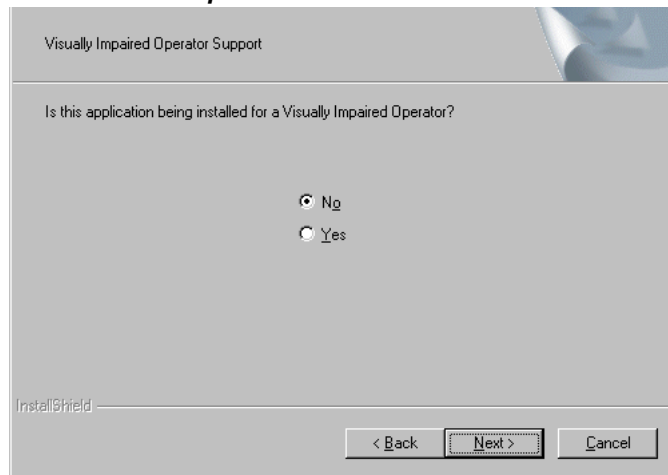 Visually Impaired Operator Support
Is this application being installed for a Visually Impaired Operator?
No
Yes
InstallShield
< Back Next > Cancel